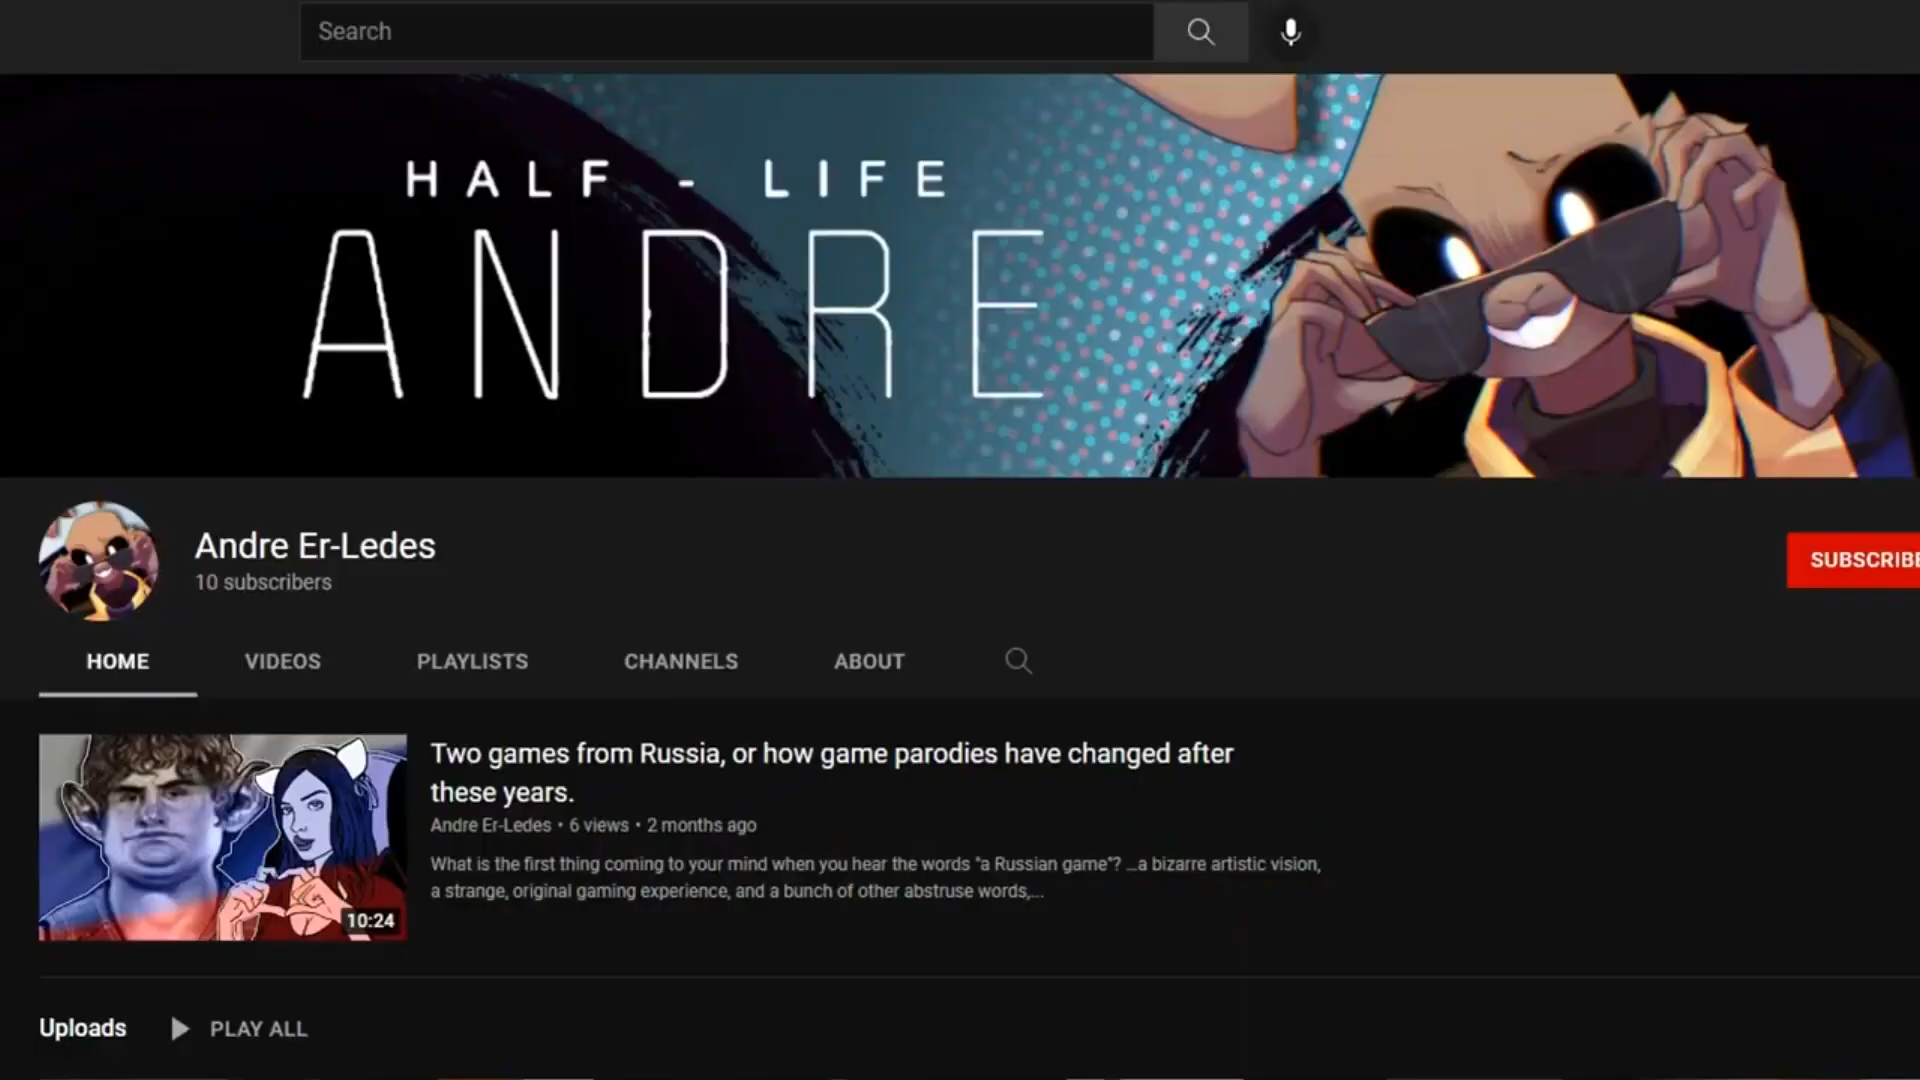 Search
HALF - LIFE
ANDRE
Andre Er-Ledes
10 subscribers
SUBSCRIBE
HOME VIDEOS PLAYLISTS CHANNELS ABOUT
Two games from Russia, or how game parodies have changed after
these years.
Andre Er-Ledes • 6 views • 2 months ago
What is the first thing coming to your mind when you hear the words "a Russian game"? ...a bizarre artistic vision,
a strange, original gaming experience, and a bunch of other abstruse words,...
10:24
Uploads PLAY ALL